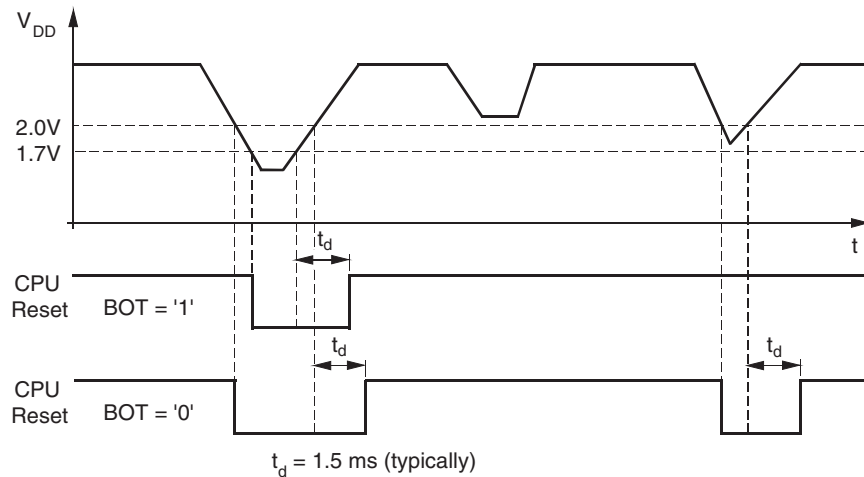 V_DD
2.0V
1.7V
t
t_d
CPU
Reset
BOT = '1'
t_d
t_d
CPU
Reset
BOT = '0'
t_d = 1.5 ms (typically)